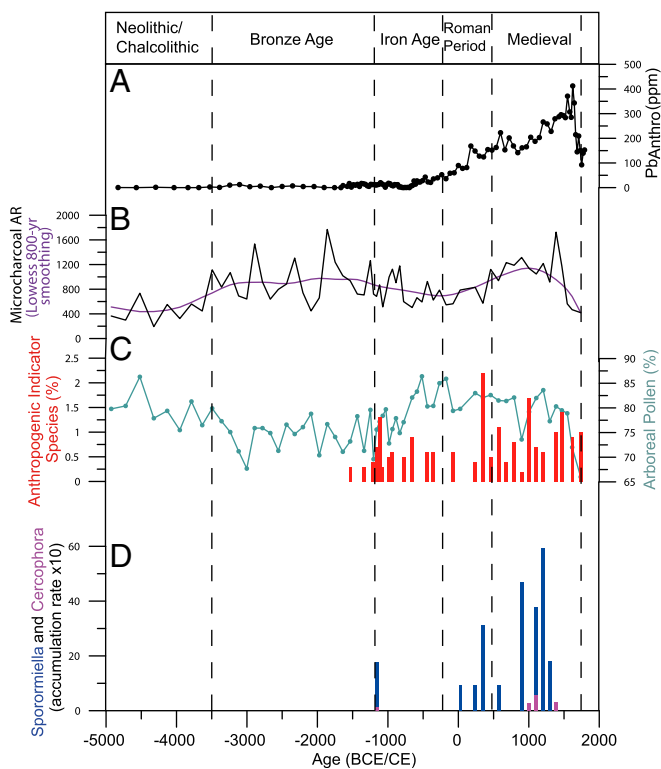 Neolithic/
Chalcolithic
Bronze Age
Iron Age
Roman
Period
Medieval
A
500
400
300
200
100
0
PbAnthro (ppm)
B
2000
1600
1200
800
400
0
Microcharcoal AR
(Lowess 800-yr
smoothing)
C
2.5
2
1.5
1
0.5
0
Anthropogenic Indicator
Species (%)
90
85
80
75
70
65
Arboreal Pollen (%)
D
60
40
20
0
Sporormiella and Cercophora
(accumulation rate x10)
-5000 -4000 -3000 -2000 -1000 0 1000 2000
Age (BCE/CE)